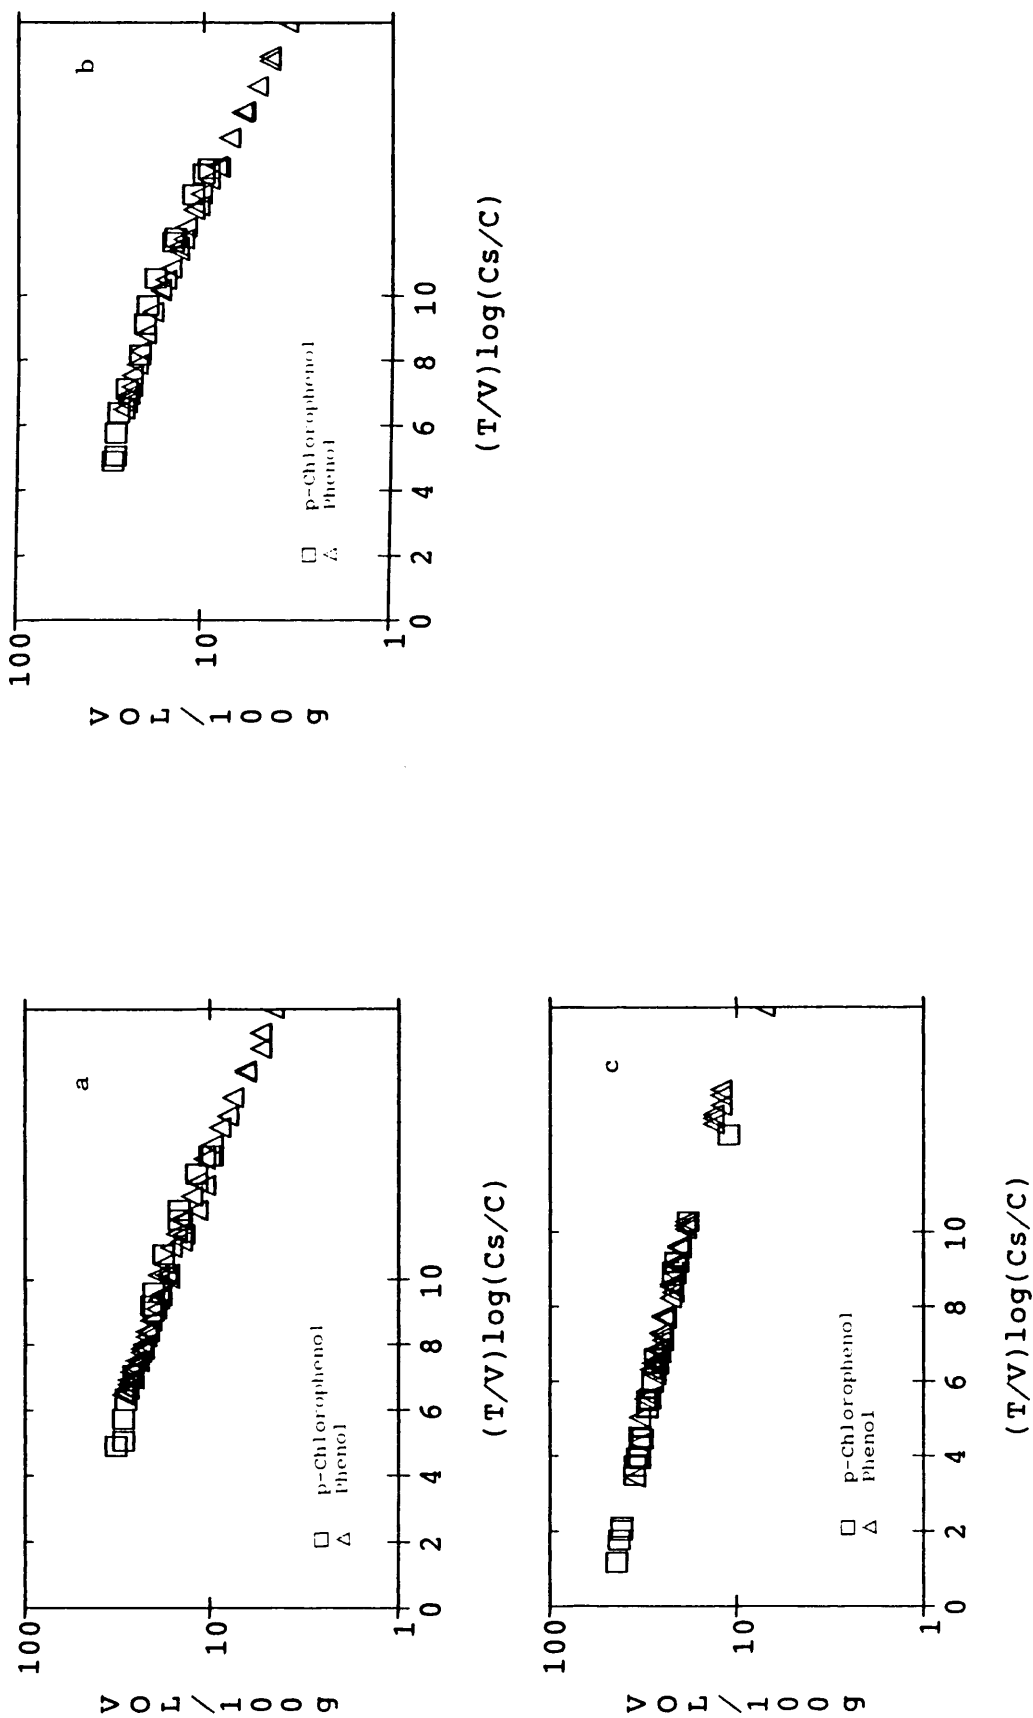 a
100
10
1
VOL/100g
0 2 4 6 8 10
(T/V)log(Cs/C)
□ p-Chlorophenol
△ Phenol
b
100
10
1
VOL/100g
0 2 4 6 8 10
(T/V)log(Cs/C)
□ p-Chlorophenol
△ Phenol
c
100
10
1
VOL/100g
0 2 4 6 8 10
(T/V)log(Cs/C)
□ p-Chlorophenol
△ Phenol